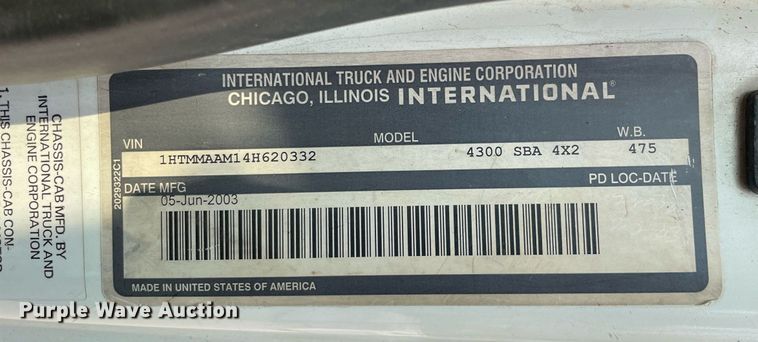 INTERNATIONAL TRUCK AND ENGINE CORPORATION
CHICAGO, ILLINOIS INTERNATIONAL®
VIN MODEL W.B.
1HTMMAAM14H620332 4300 SBA 4X2 475
DATE MFG PD LOC-DATE
05-Jun-2003
MADE IN UNITED STATES OF AMERICA
2029322C1
CHASSIS-CAB MFD. BY
INTERNATIONAL TRUCK AND
ENGINE CORPORATION
1. THIS CHASSIS-CAB CON-
Purple Wave Auction